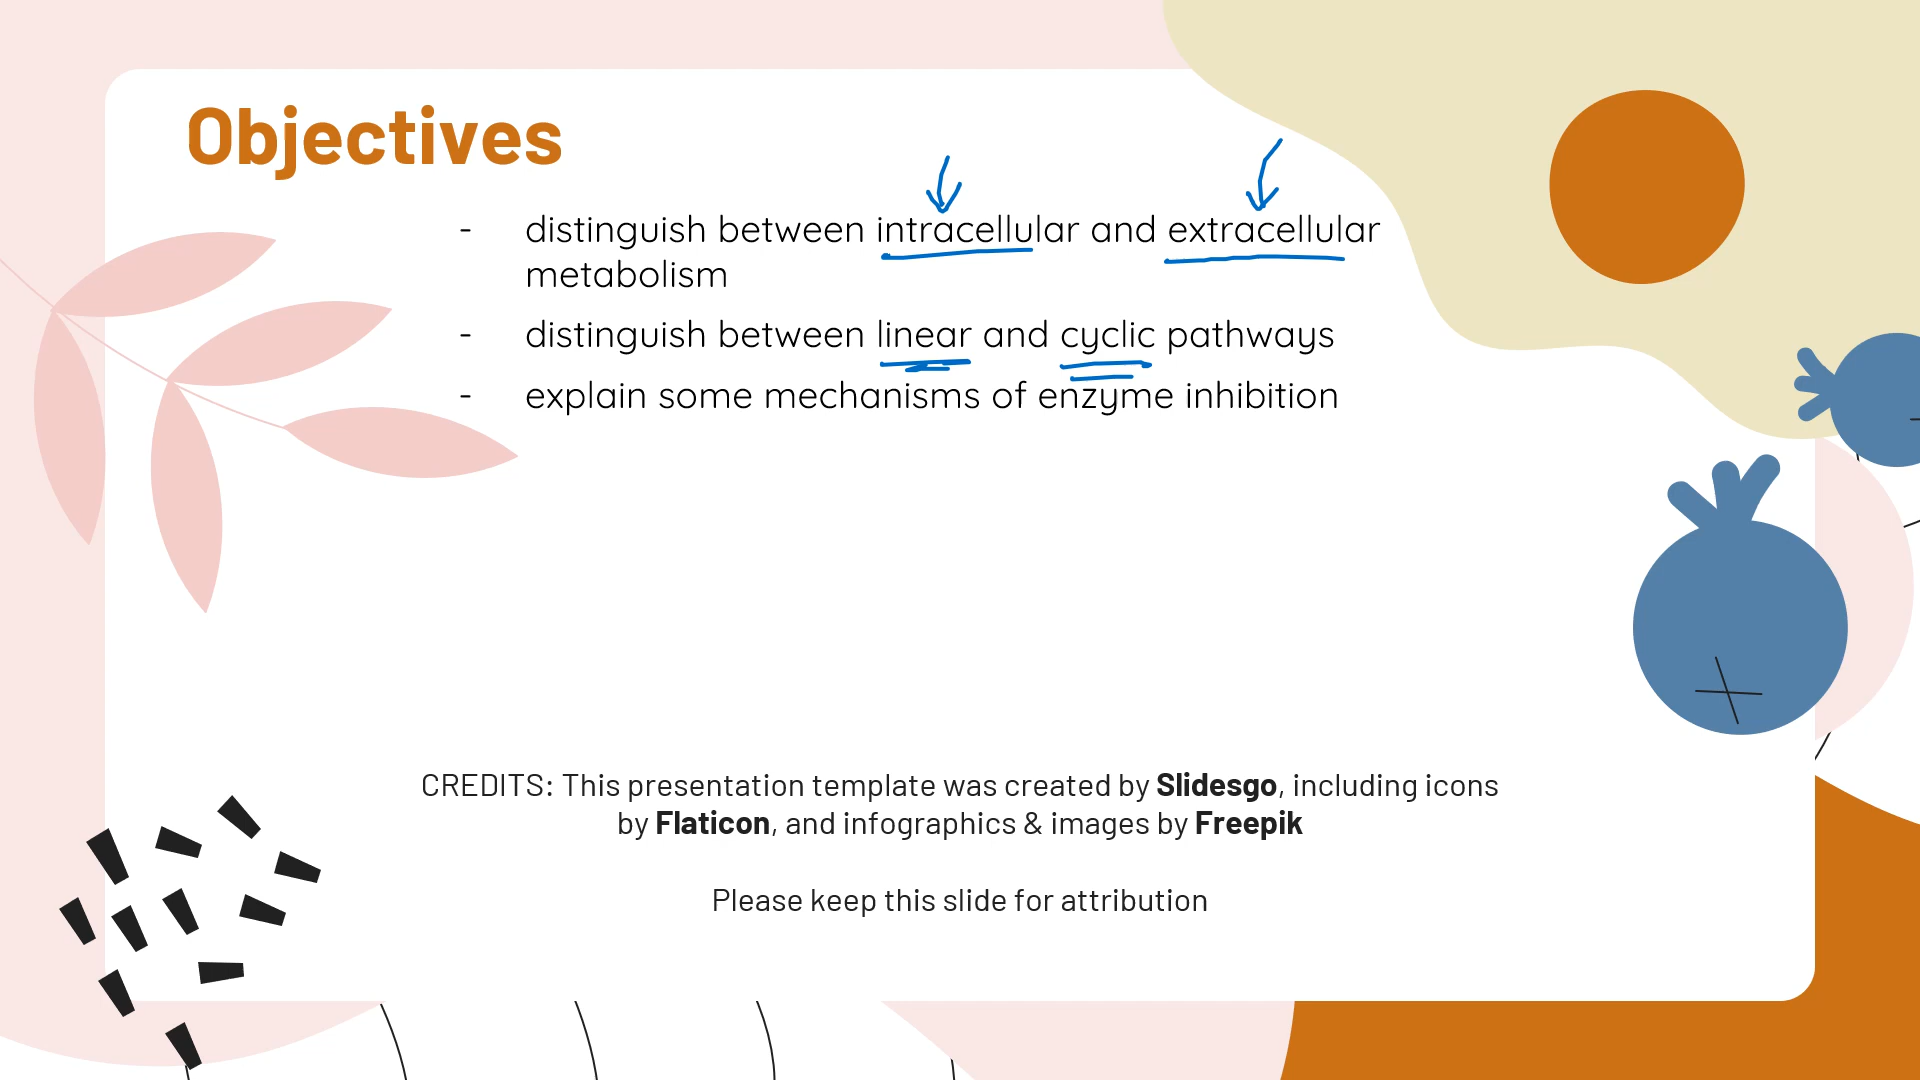 Objectives
- distinguish between intracellular and extracellular
metabolism
- distinguish between linear and cyclic pathways
- explain some mechanisms of enzyme inhibition
CREDITS: This presentation template was created by Slidesgo, including icons
by Flaticon, and infographics & images by Freepik
Please keep this slide for attribution